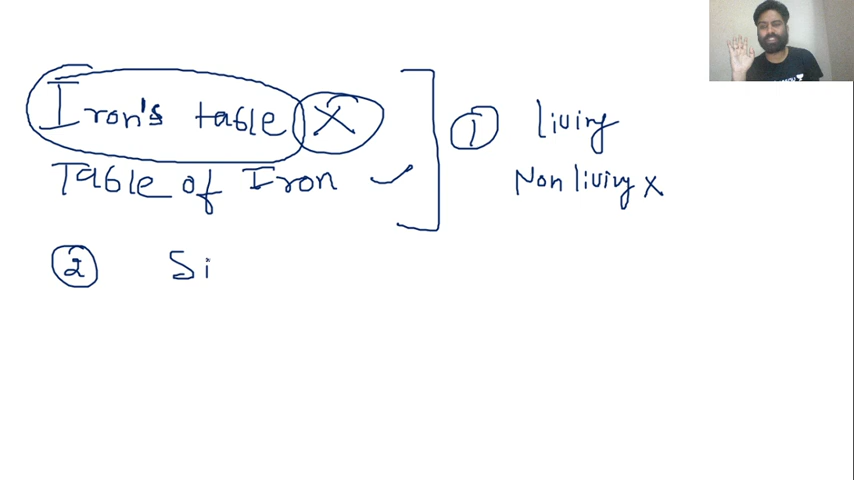 Iron's table X
Table of Iron ✓
① living
Non living X
② Si